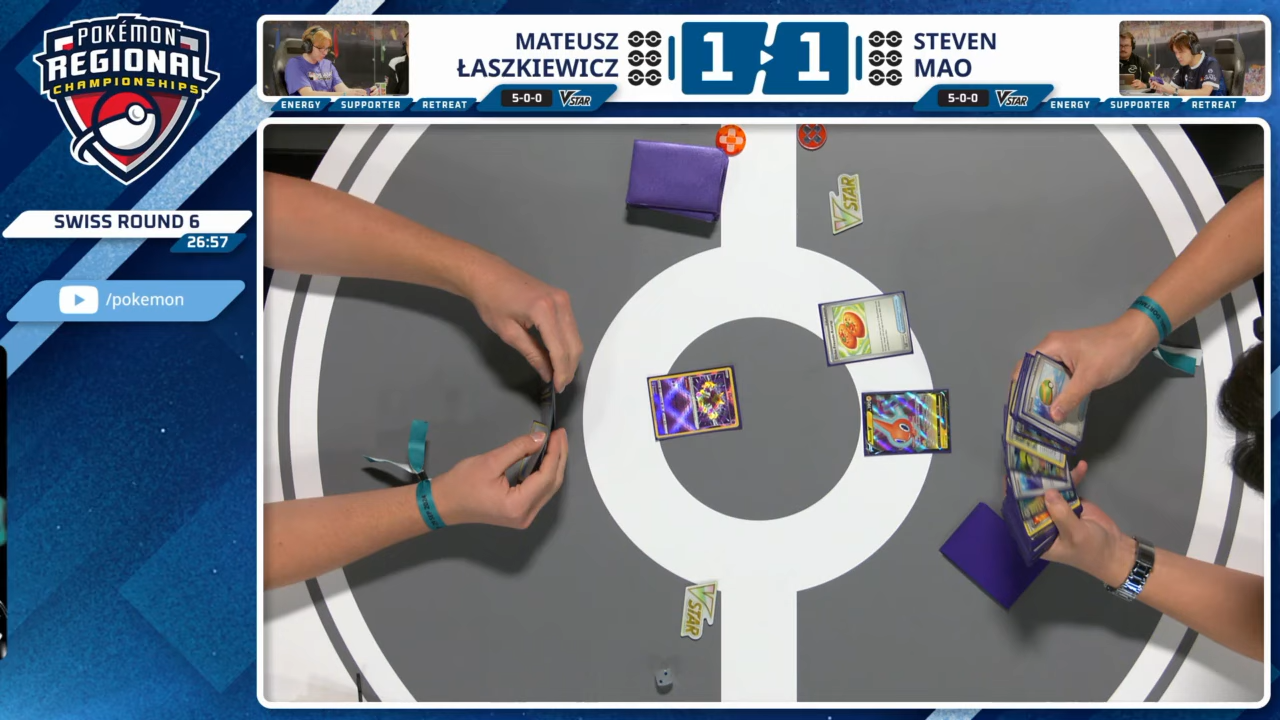 POKÉMON
REGIONAL
CHAMPIONSHIPS
SWISS ROUND 6
26:57
/pokemon
MATEUSZ
ŁASZKIEWICZ
1 1
STEVEN
MAO
ENERGY SUPPORTER RETREAT
5-0-0 VSTAR
5-0-0 VSTAR
ENERGY SUPPORTER RETREAT
VSTAR
VSTAR